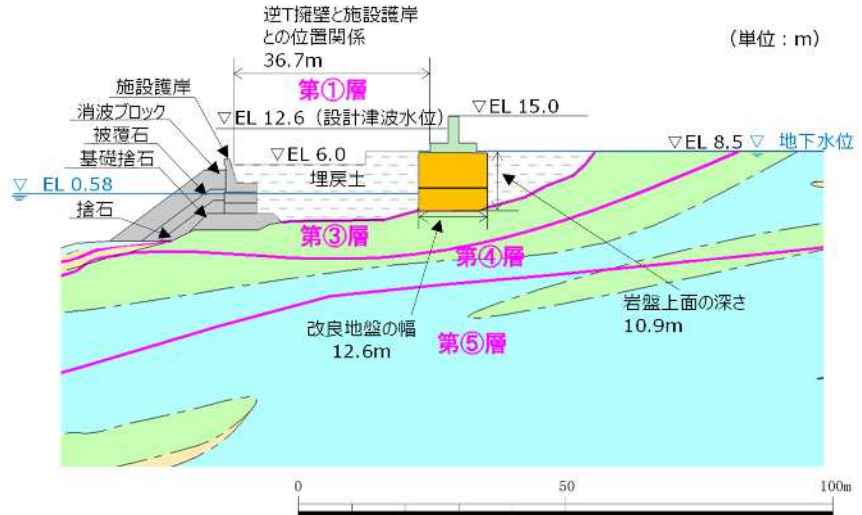 逆T擁壁と施設護岸
との位置関係
36.7m
(単位:m)
第①層
施設護岸
消波ブロック
被覆石
基礎捨石
捨石
▽EL 12.6(設計津波水位)
▽EL 15.0
▽EL 6.0
▽EL 8.5
▽ 地下水位
▽ EL 0.58
埋戻土
第③層
第④層
岩盤上面の深さ
10.9m
改良地盤の幅
12.6m
第⑤層
0
50
100m